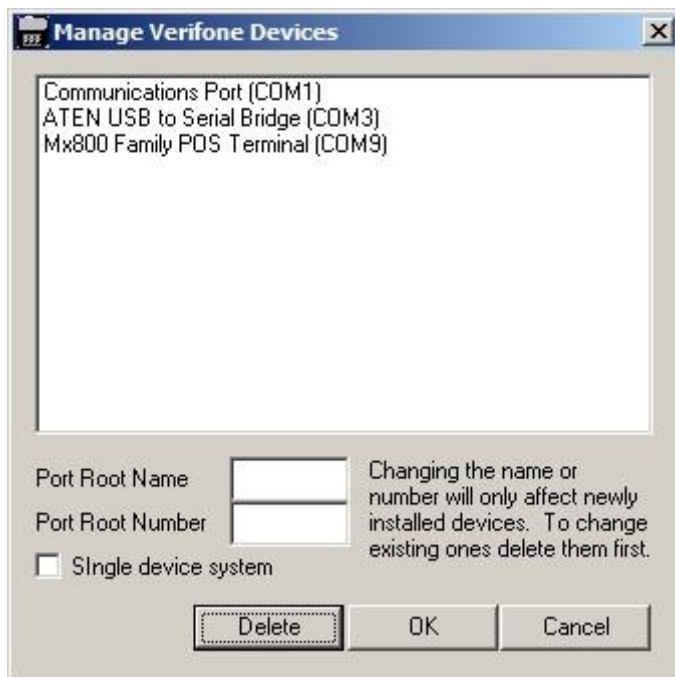 Manage Verifone Devices
Communications Port (COM1)
ATEN USB to Serial Bridge (COM3)
Mx800 Family POS Terminal (COM9)
Port Root Name
Port Root Number
SIngle device system
Changing the name or
number will only affect newly
installed devices.  To change
existing ones delete them first.
Delete
OK
Cancel